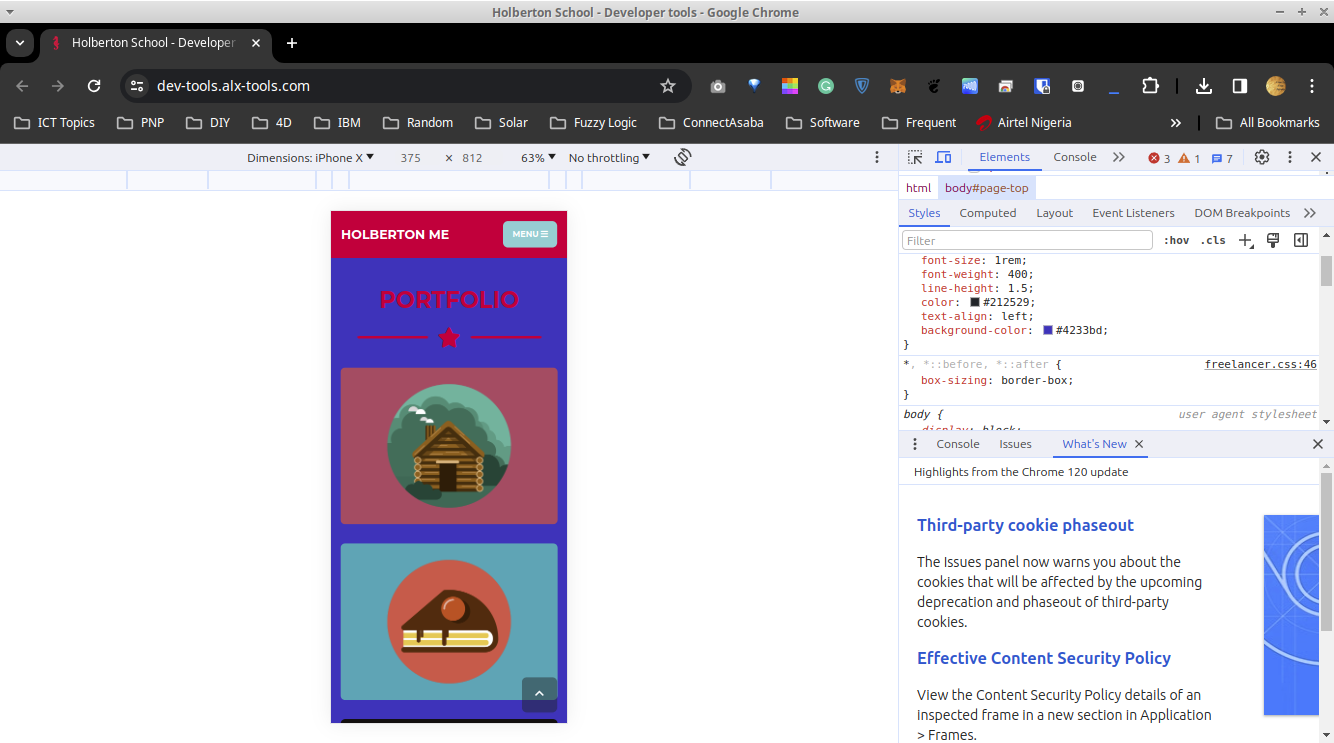 Holberton School - Developer tools - Google Chrome
Holberton School - Developer
dev-tools.alx-tools.com
ICT Topics PNP DIY 4D IBM Random Solar Fuzzy Logic ConnectAsaba Software Frequent Airtel Nigeria » All Bookmarks
Dimensions: iPhone X 375 × 812 63% No throttling
Elements Console 3 1 7
html body#page-top
Styles Computed Layout Event Listeners DOM Breakpoints
Filter :hov .cls
font-size: 1rem;
font-weight: 400;
line-height: 1.5;
color: #212529;
text-align: left;
background-color: #4233bd;
}
*, *::before, *::after { freelancer.css:46
box-sizing: border-box;
}
body { user agent stylesheet
display: block;
HOLBERTON ME MENU
PORTFOLIO
Console Issues What's New
Highlights from the Chrome 120 update
Third-party cookie phaseout
The Issues panel now warns you about the
cookies that will be affected by the upcoming
deprecation and phaseout of third-party
cookies.
Effective Content Security Policy
View the Content Security Policy details of an
inspected frame in a new section in Application
> Frames.